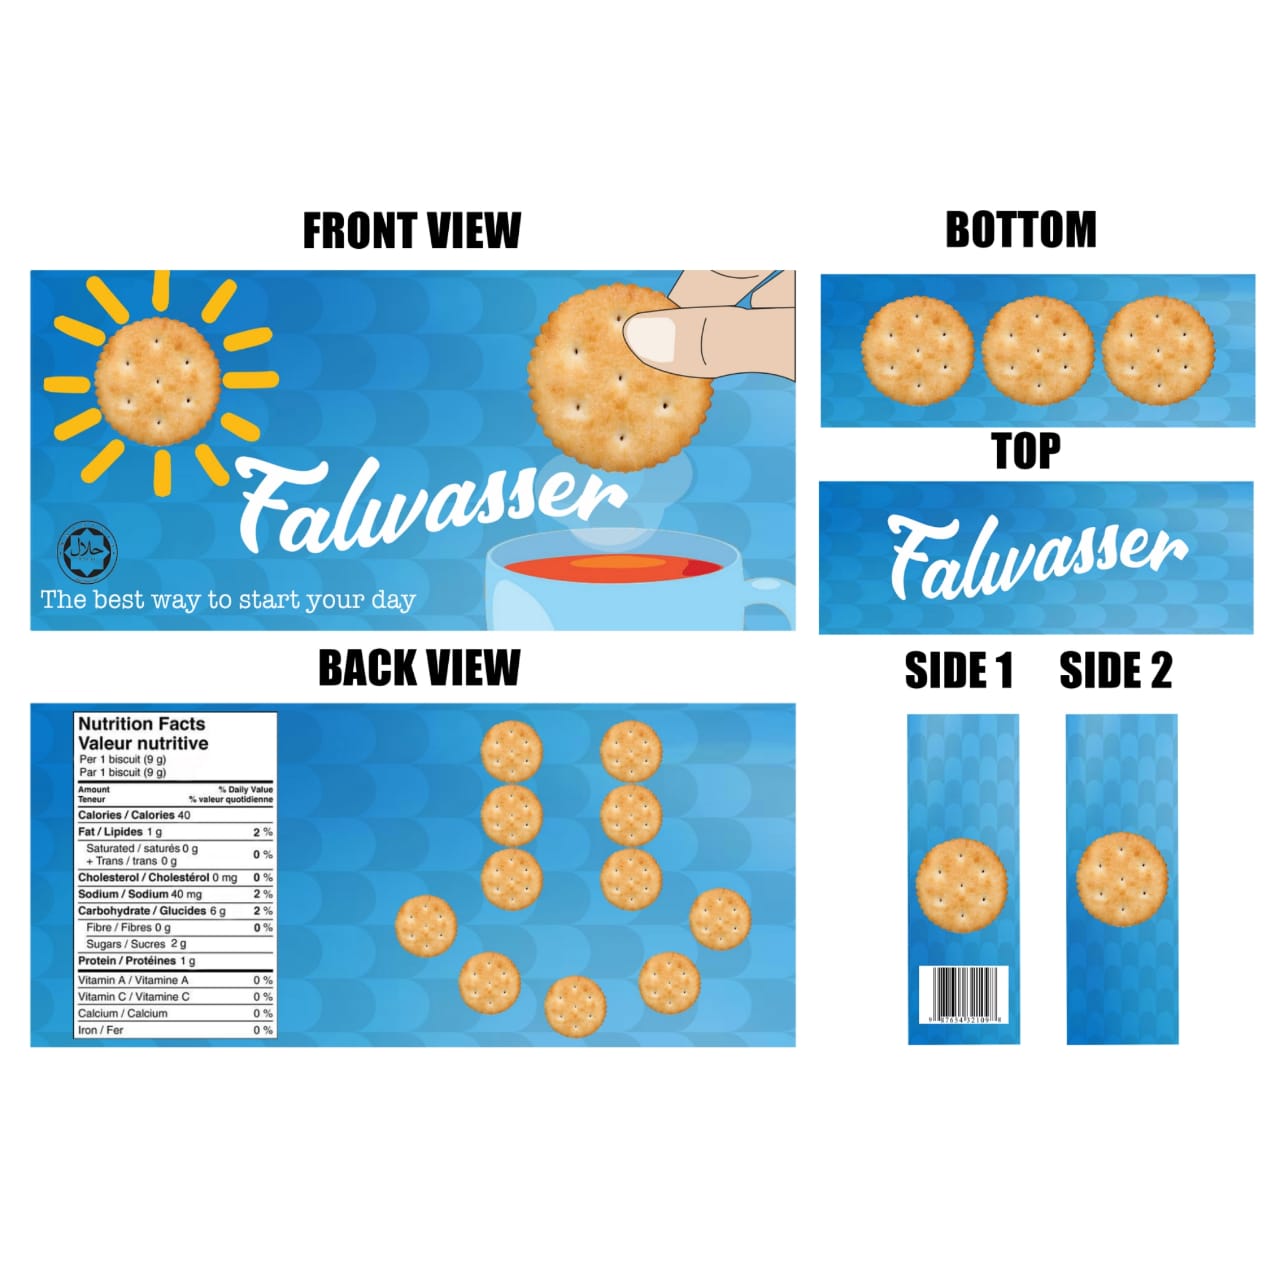 FRONT VIEW
Falwasser
حلال
The best way to start your day
BACK VIEW
Nutrition Facts
Valeur nutritive
Per 1 biscuit (9 g)
Par 1 biscuit (9 g)
Amount % Daily Value
Teneur % valeur quotidienne
Calories / Calories 40
Fat / Lipides 1 g 2 %
Saturated / saturés 0 g
+ Trans / trans 0 g 0 %
Cholesterol / Cholestérol 0 mg 0 %
Sodium / Sodium 40 mg 2 %
Carbohydrate / Glucides 6 g 2 %
Fibre / Fibres 0 g 0 %
Sugars / Sucres 2 g
Protein / Protéines 1 g
Vitamin A / Vitamine A 0 %
Vitamin C / Vitamine C 0 %
Calcium / Calcium 0 %
Iron / Fer 0 %
BOTTOM
TOP
Falwasser
SIDE 1
SIDE 2
9 87654 32109 8